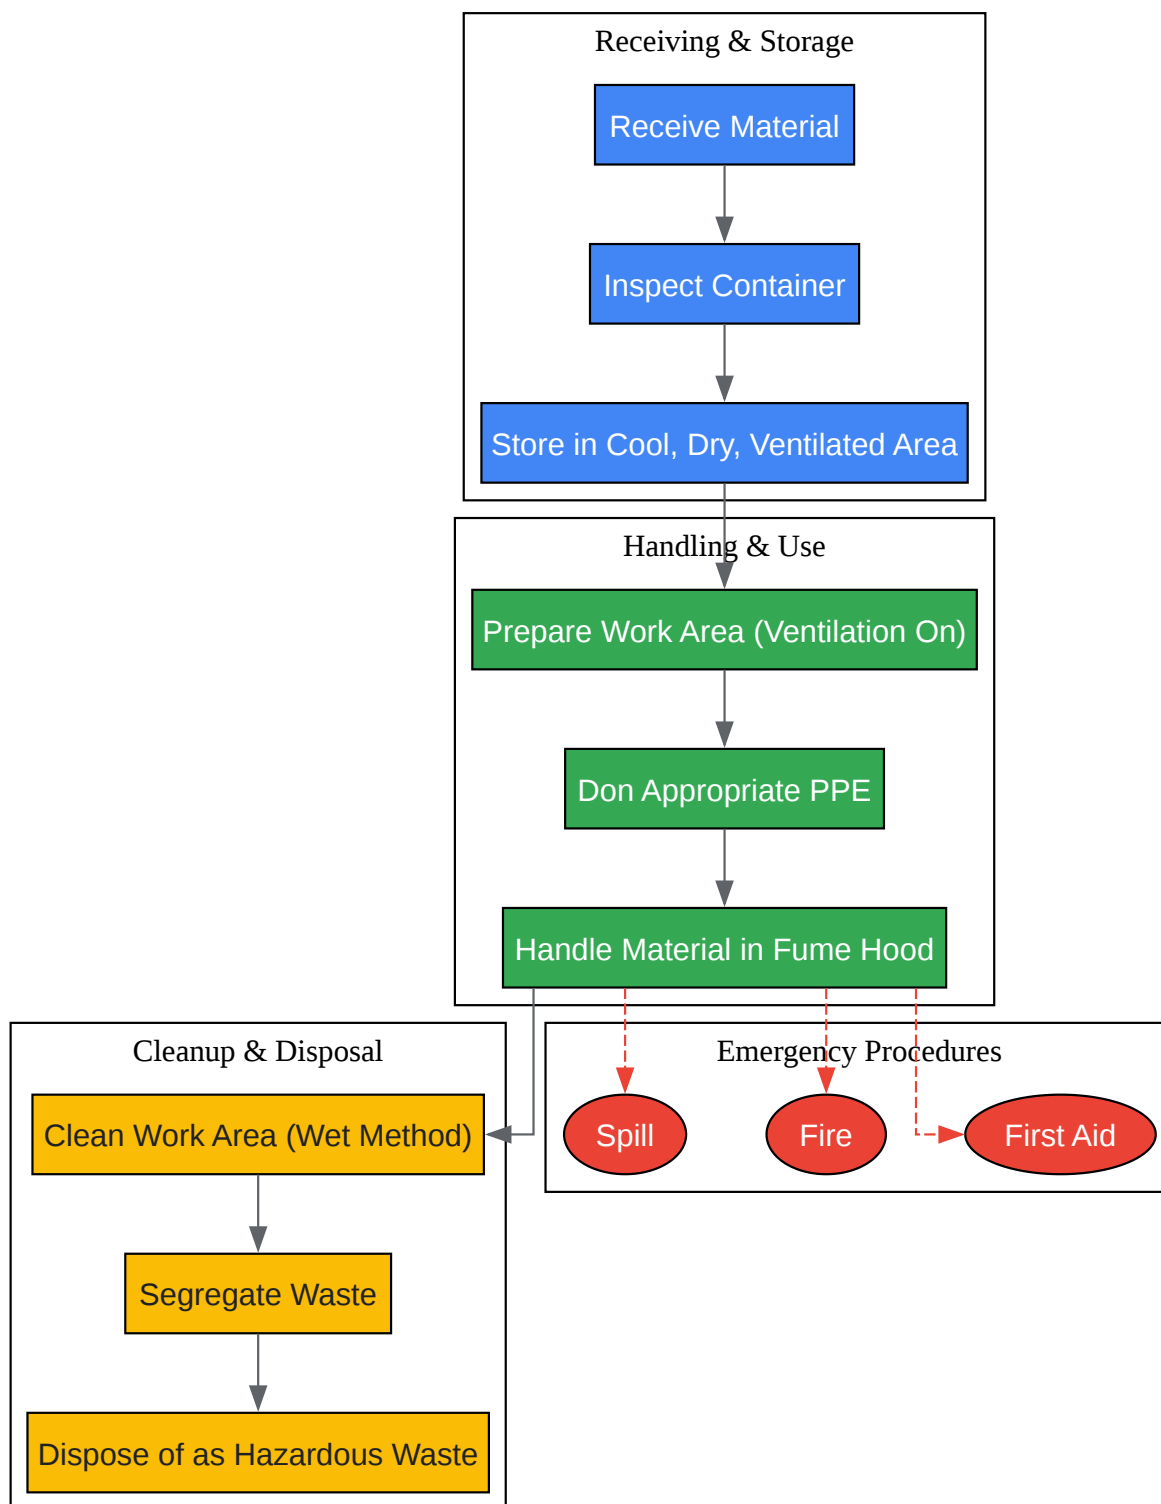 Receiving & Storage
Receive Material
Inspect Container
Store in Cool, Dry, Ventilated Area
Handling & Use
Prepare Work Area (Ventilation On)
Don Appropriate PPE
Handle Material in Fume Hood
Cleanup & Disposal
Clean Work Area (Wet Method)
Segregate Waste
Dispose of as Hazardous Waste
Emergency Procedures
Spill
Fire
First Aid